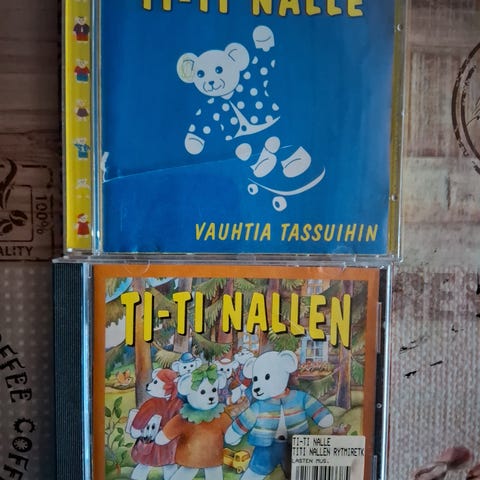 TI-TI NALLE
VAUHTIA TASSUIHIN
TI-TI NALLEN
TI-TI NALLE
TITI NALLEN RYTMIRETK
LASTEN MUS.
100%
QUALITY
COFFEE COFF